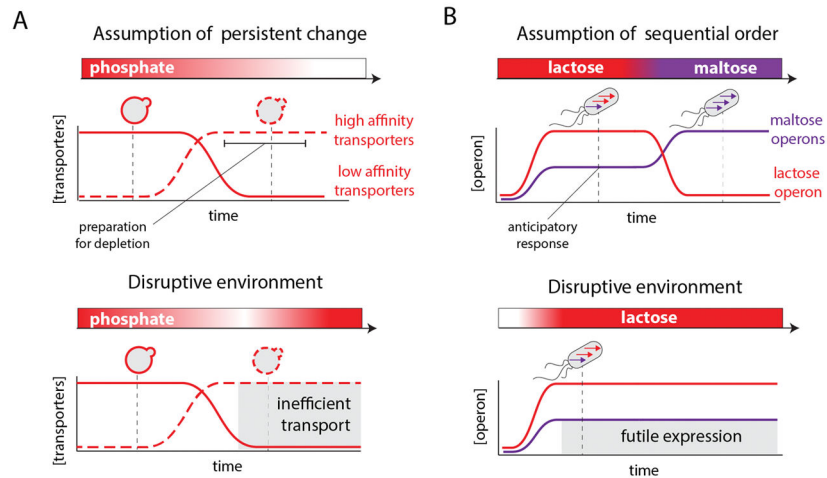 A
Assumption of persistent change
phosphate
high affinity
transporters
low affinity
transporters
[transporters]
time
preparation
for depletion
Disruptive environment
phosphate
inefficient
transport
[transporters]
time
B
Assumption of sequential order
lactose
maltose
maltose
operons
lactose
operon
[operon]
time
anticipatory
response
Disruptive environment
lactose
futile expression
[operon]
time